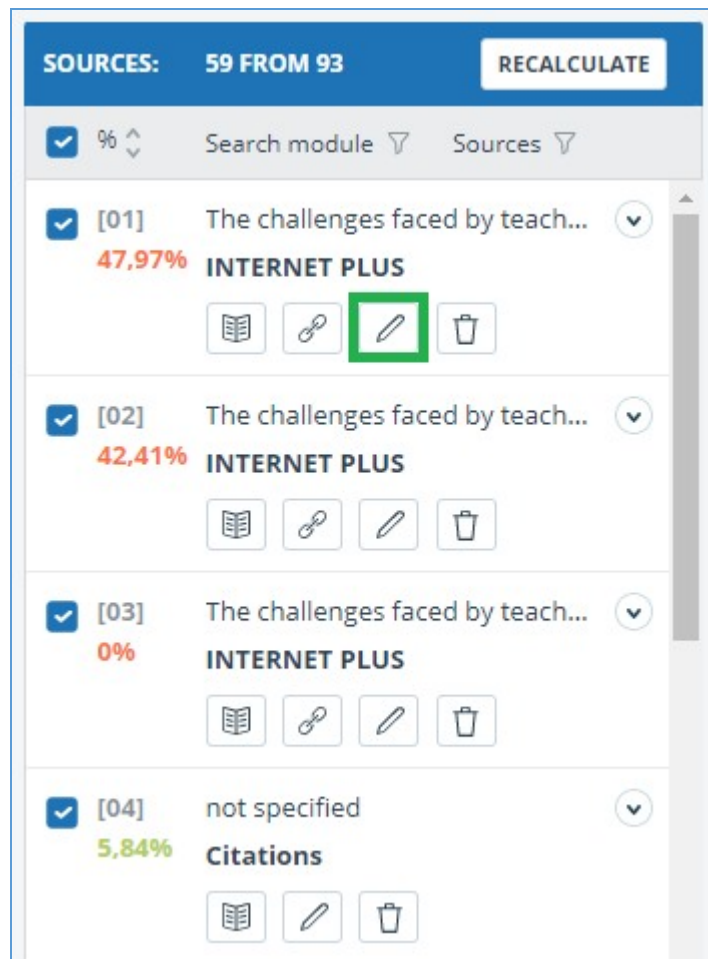 SOURCES: 59 FROM 93 RECALCULATE
% Search module Sources
[01] The challenges faced by teach...
47,97% INTERNET PLUS
[02] The challenges faced by teach...
42,41% INTERNET PLUS
[03] The challenges faced by teach...
0% INTERNET PLUS
[04] not specified
5,84% Citations